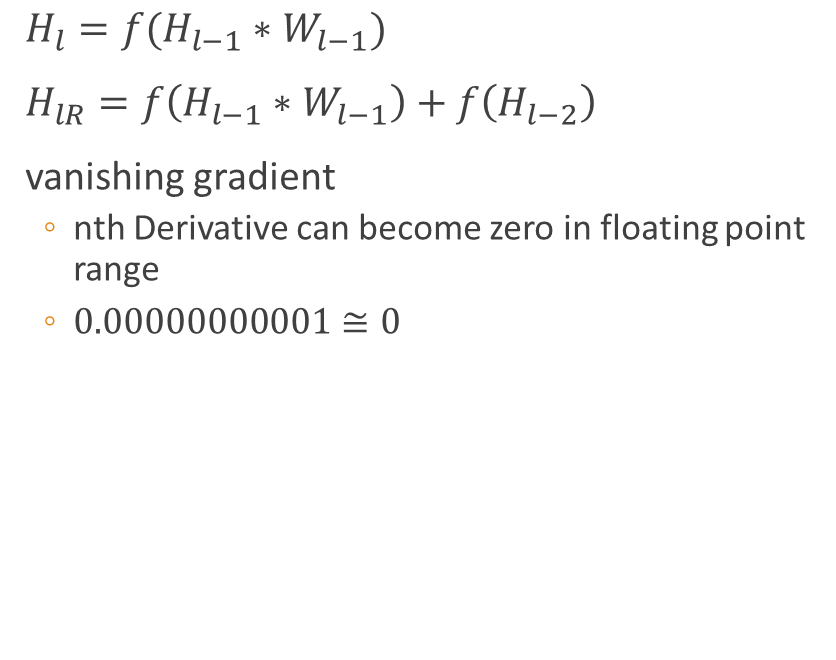 H_l = f(H_{l−1} ∗ W_{l−1})
H_{lR} = f(H_{l−1} ∗ W_{l−1}) + f(H_{l−2})
vanishing gradient
◦ nth Derivative can become zero in floating point
range
◦ 0.00000000001 ≅ 0